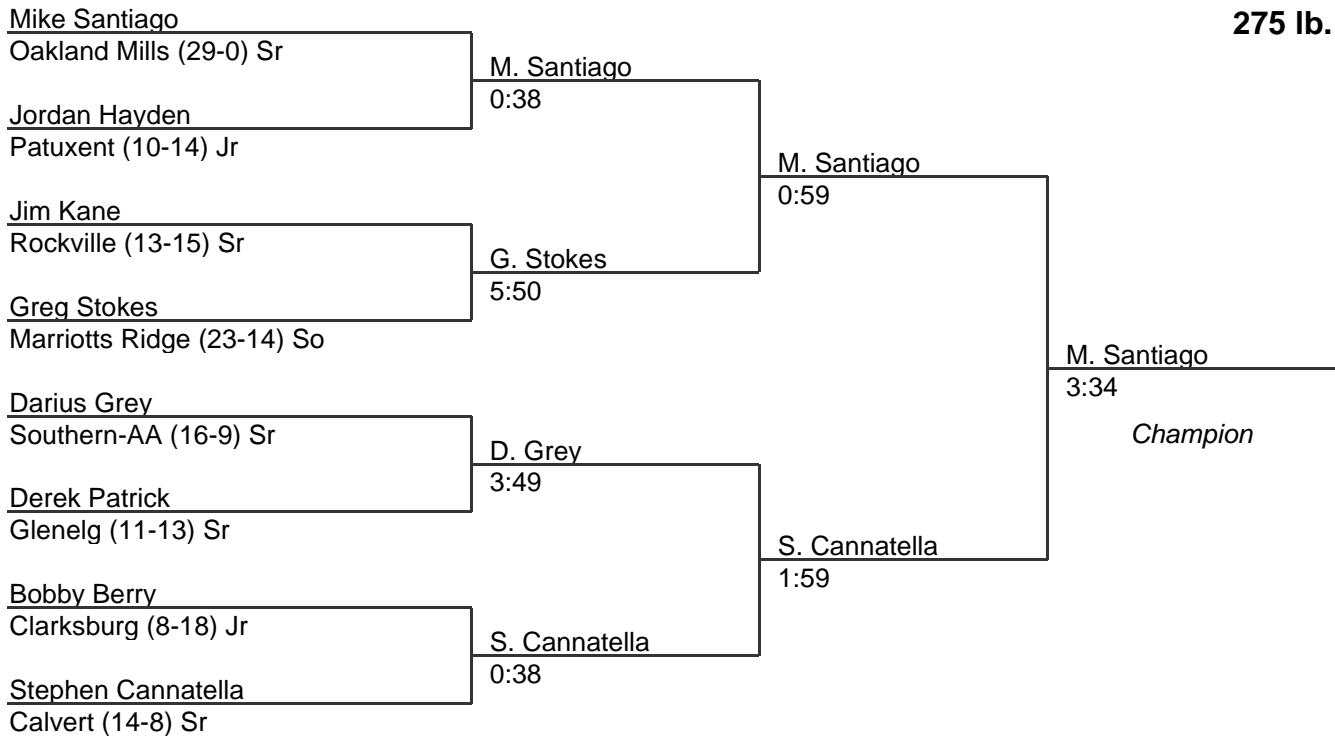 275 lb.
Mike Santiago
Oakland Mills (29-0) Sr
M. Santiago
0:38
Jordan Hayden
Patuxent (10-14) Jr
M. Santiago
0:59
Jim Kane
Rockville (13-15) Sr
G. Stokes
5:50
Greg Stokes
Marriotts Ridge (23-14) So
M. Santiago
3:34
Champion
Darius Grey
Southern-AA (16-9) Sr
D. Grey
3:49
Derek Patrick
Glenelg (11-13) Sr
S. Cannatella
1:59
Bobby Berry
Clarksburg (8-18) Jr
S. Cannatella
0:38
Stephen Cannatella
Calvert (14-8) Sr